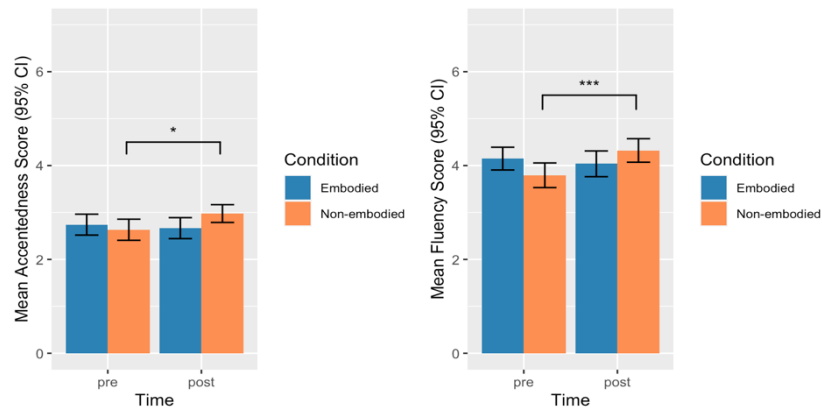 Mean Accentedness Score (95% CI)
6
4
2
0
*
pre
post
Time
Condition
Embodied
Non-embodied
Mean Fluency Score (95% CI)
6
4
2
0
***
pre
post
Time
Condition
Embodied
Non-embodied